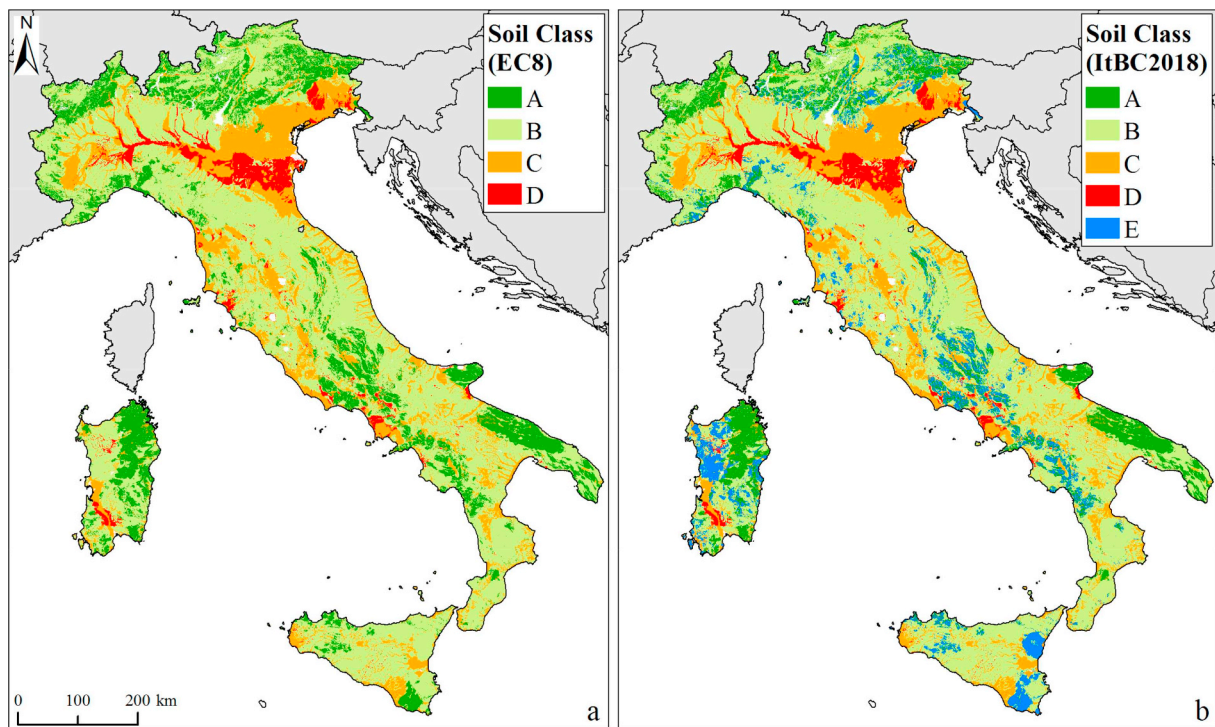 N
Soil Class
(EC8)
A
B
C
D
0 100 200 km
a
Soil Class
(ItBC2018)
A
B
C
D
E
b